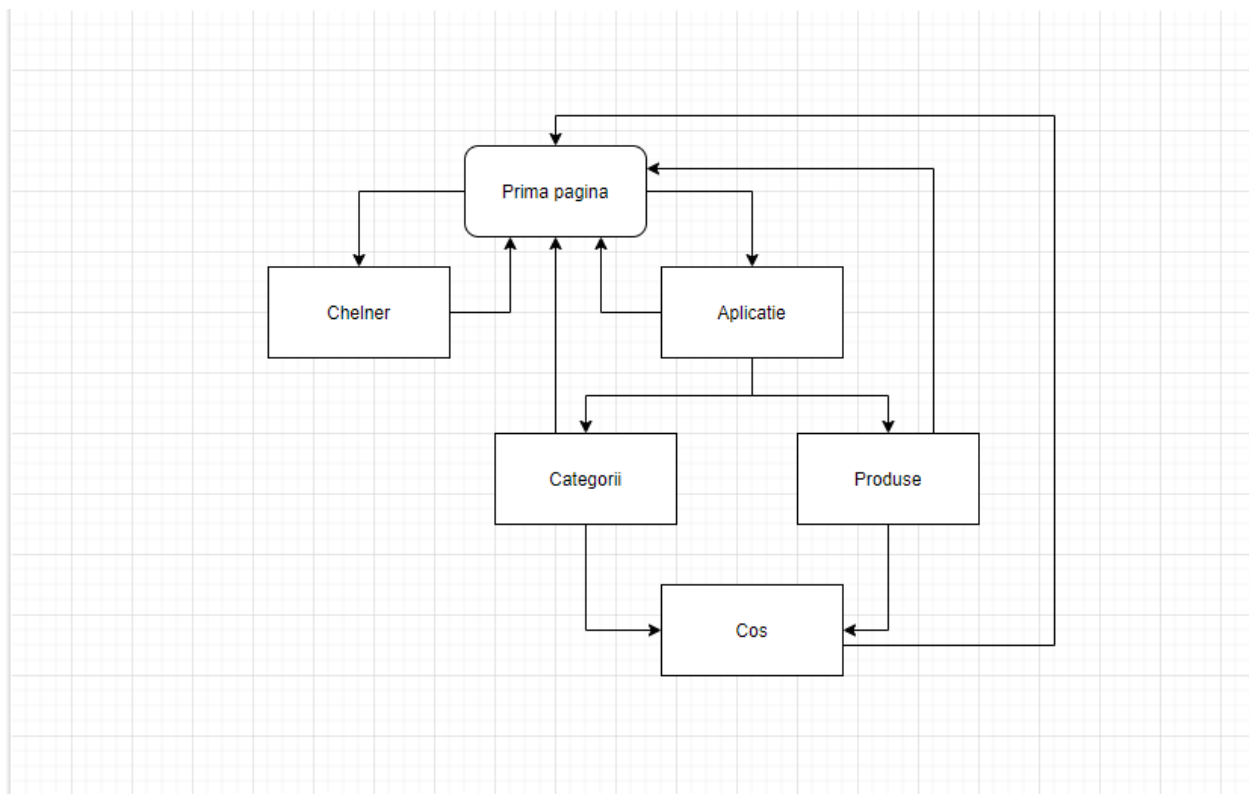 Prima pagina
Chelner
Aplicatie
Categorii
Produse
Cos